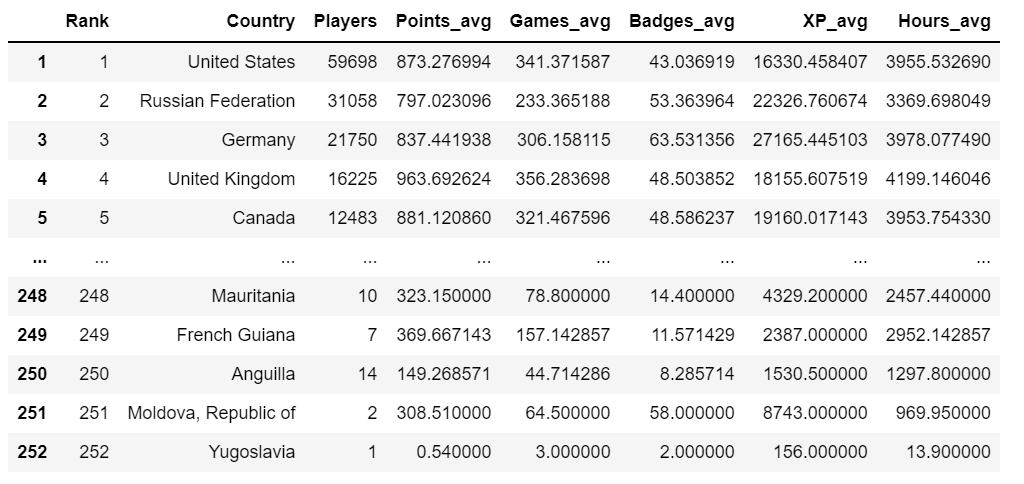 Rank Country Players Points_avg Games_avg Badges_avg XP_avg Hours_avg
1 1 United States 59698 873.276994 341.371587 43.036919 16330.458407 3955.532690
2 2 Russian Federation 31058 797.023096 233.365188 53.363964 22326.760674 3369.698049
3 3 Germany 21750 837.441938 306.158115 63.531356 27165.445103 3978.077490
4 4 United Kingdom 16225 963.692624 356.283698 48.503852 18155.607519 4199.146046
5 5 Canada 12483 881.120860 321.467596 48.586237 19160.017143 3953.754330
... ... ... ... ... ... ... ... ...
248 248 Mauritania 10 323.150000 78.800000 14.400000 4329.200000 2457.440000
249 249 French Guiana 7 369.667143 157.142857 11.571429 2387.000000 2952.142857
250 250 Anguilla 14 149.268571 44.714286 8.285714 1530.500000 1297.800000
251 251 Moldova, Republic of 2 308.510000 64.500000 58.000000 8743.000000 969.950000
252 252 Yugoslavia 1 0.540000 3.000000 2.000000 156.000000 13.900000